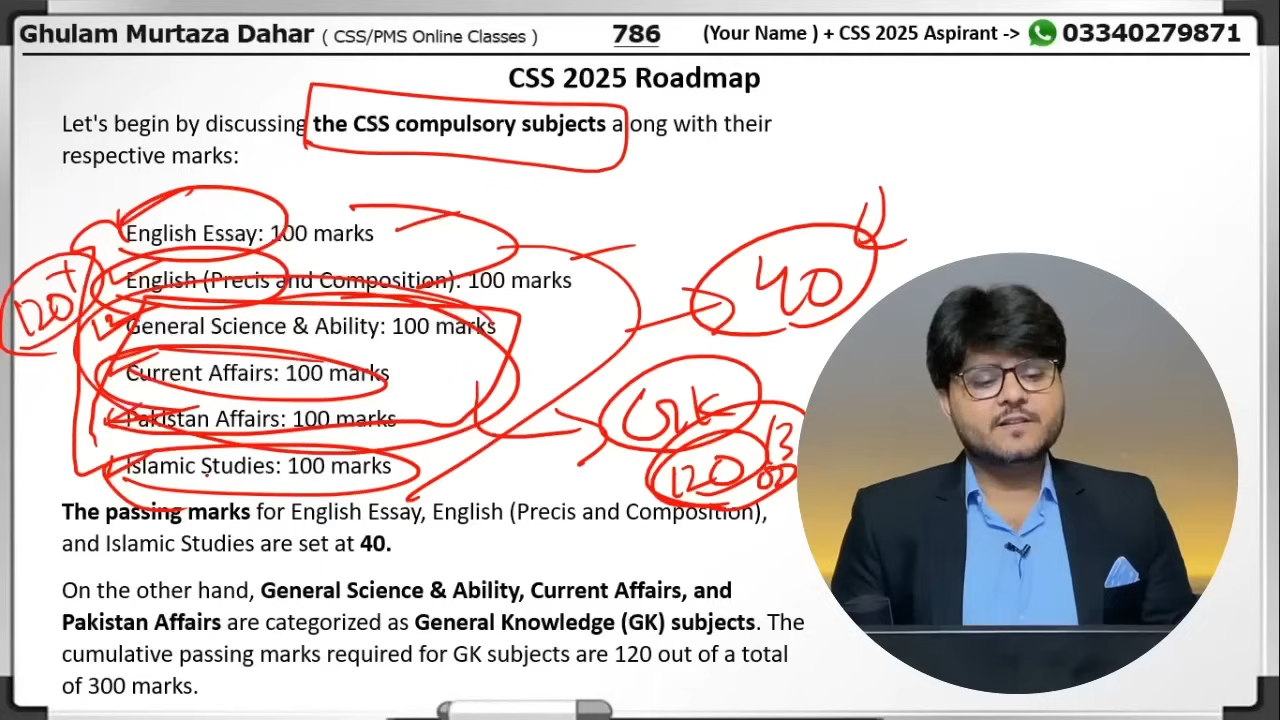 Ghulam Murtaza Dahar ( CSS/PMS Online Classes ) 786 (Your Name ) + CSS 2025 Aspirant -> 03340279871
CSS 2025 Roadmap
Let's begin by discussing the CSS compulsory subjects along with their
respective marks:
English Essay: 100 marks
English (Precis and Composition): 100 marks
General Science & Ability: 100 marks
Current Affairs: 100 marks
Pakistan Affairs: 100 marks
Islamic Studies: 100 marks
120+
40
GK
120
The passing marks for English Essay, English (Precis and Composition),
and Islamic Studies are set at 40.
On the other hand, General Science & Ability, Current Affairs, and
Pakistan Affairs are categorized as General Knowledge (GK) subjects. The
cumulative passing marks required for GK subjects are 120 out of a total
of 300 marks.